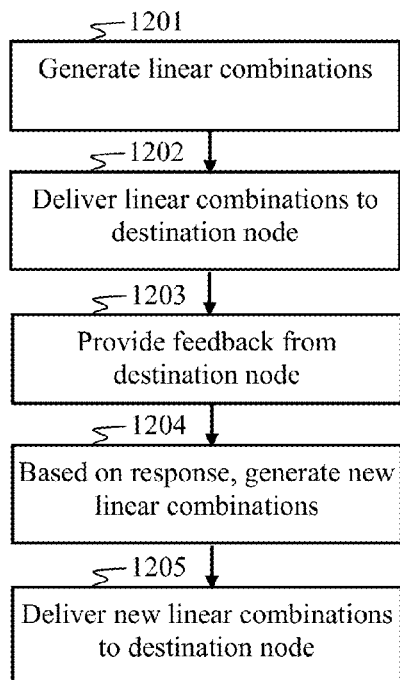 1201
Generate linear combinations
1202
Deliver linear combinations to
destination node
1203
Provide feedback from
destination node
1204
Based on response, generate new
linear combinations
1205
Deliver new linear combinations
to destination node